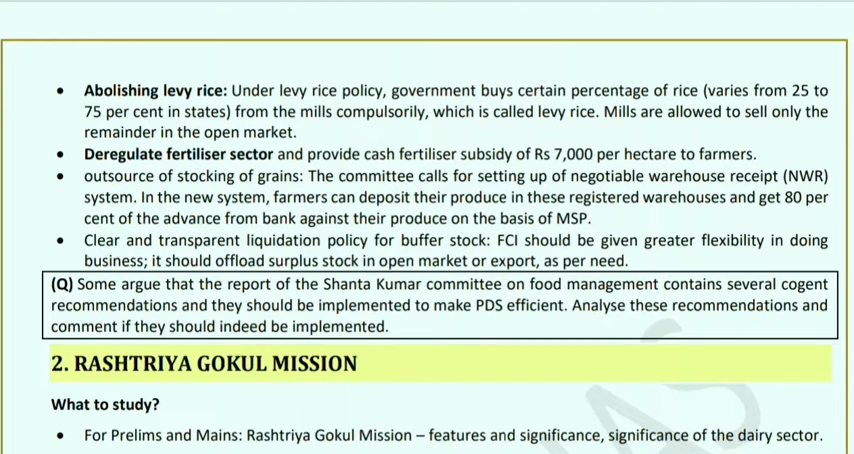 • Abolishing levy rice: Under levy rice policy, government buys certain percentage of rice (varies from 25 to
75 per cent in states) from the mills compulsorily, which is called levy rice. Mills are allowed to sell only the
remainder in the open market.
• Deregulate fertiliser sector and provide cash fertiliser subsidy of Rs 7,000 per hectare to farmers.
• outsource of stocking of grains: The committee calls for setting up of negotiable warehouse receipt (NWR)
system. In the new system, farmers can deposit their produce in these registered warehouses and get 80 per
cent of the advance from bank against their produce on the basis of MSP.
• Clear and transparent liquidation policy for buffer stock: FCI should be given greater flexibility in doing
business; it should offload surplus stock in open market or export, as per need.
(Q) Some argue that the report of the Shanta Kumar committee on food management contains several cogent
recommendations and they should be implemented to make PDS efficient. Analyse these recommendations and
comment if they should indeed be implemented.
2. RASHTRIYA GOKUL MISSION
What to study?
• For Prelims and Mains: Rashtriya Gokul Mission – features and significance, significance of the dairy sector.